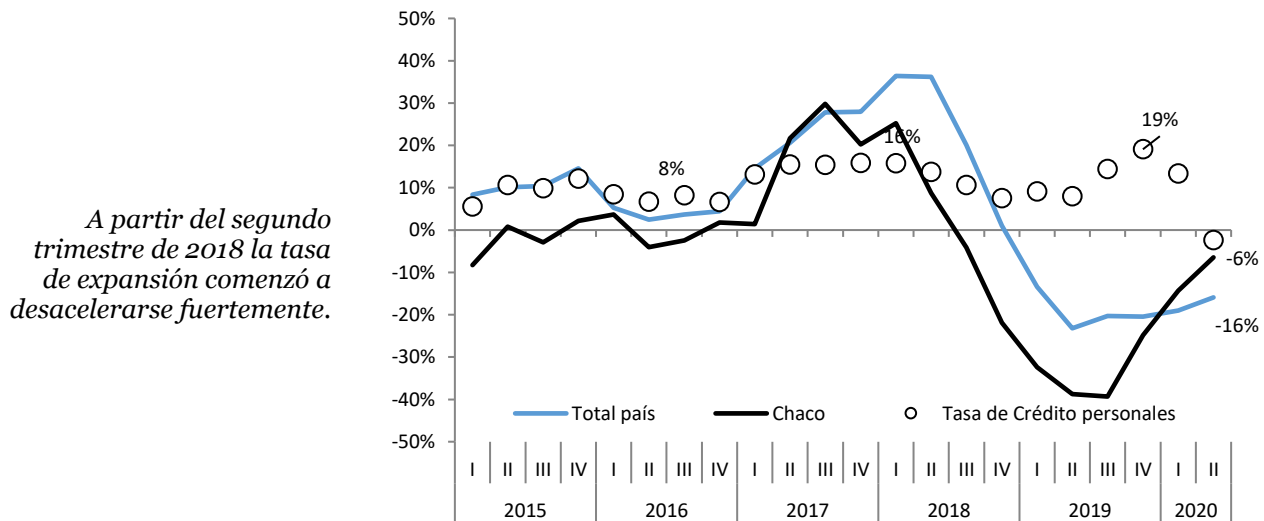 A partir del segundo
trimestre de 2018 la tasa
de expansión comenzó a
desacelerarse fuertemente.
50%
40%
30%
20%
10%
0%
-10%
-20%
-30%
-40%
-50%
8%
16%
19%
-6%
-16%
Total país Chaco Tasa de Crédito personales
I II III IV I II III IV I II III IV I II III IV I II III IV I II
2015 2016 2017 2018 2019 2020